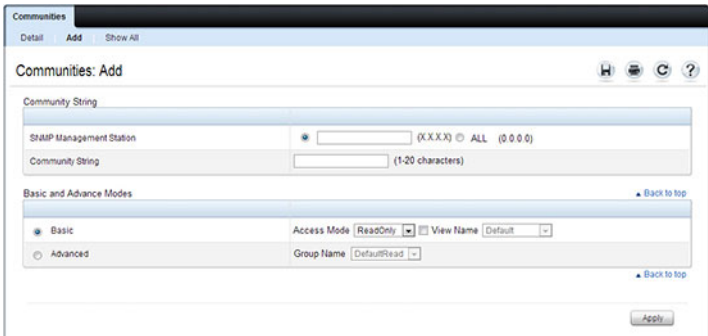 Communities
Detail Add Show All
Communities: Add
Community String
SNMP Management Station (X.X.X.X) ALL (0.0.0.0)
Community String (1-20 characters)
Basic and Advance Modes Back to top
Basic Access Mode ReadOnly View Name Default
Advanced Group Name DefaultRead
Back to top
Apply